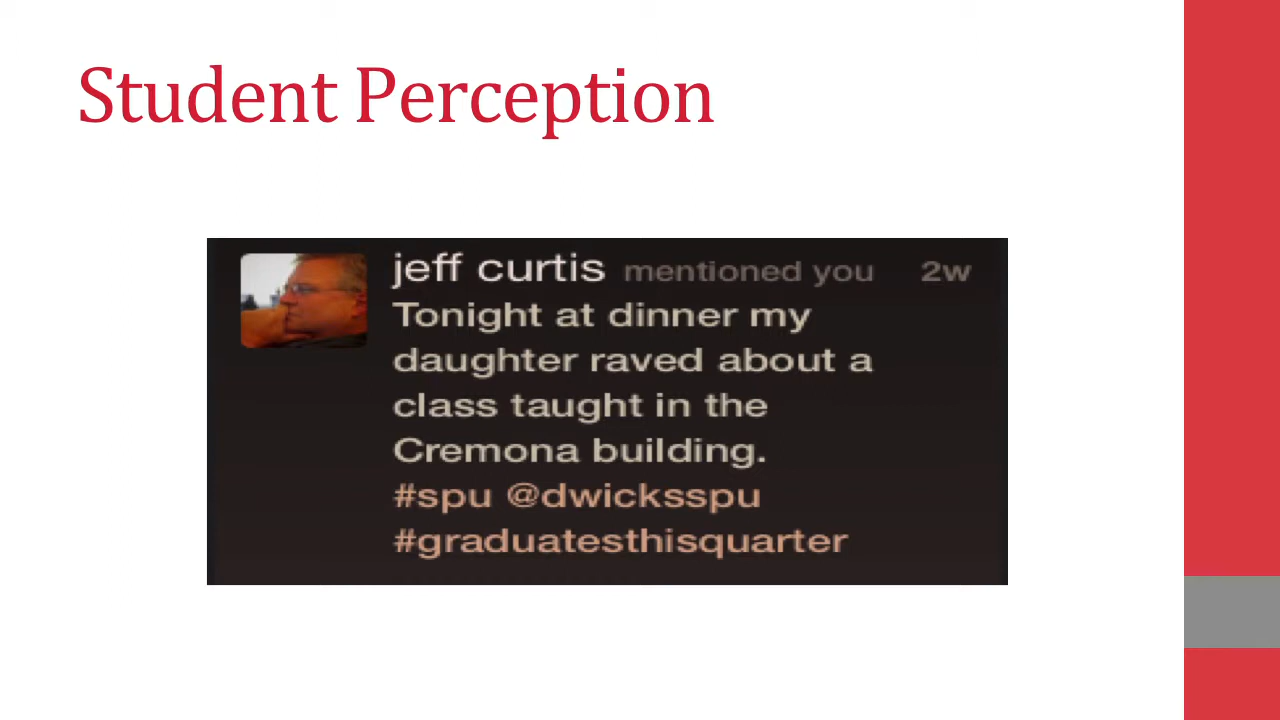 Student Perception
jeff curtis mentioned you 2w
Tonight at dinner my
daughter raved about a
class taught in the
Cremona building.
#spu @dwicksspu
#graduatesthisquarter